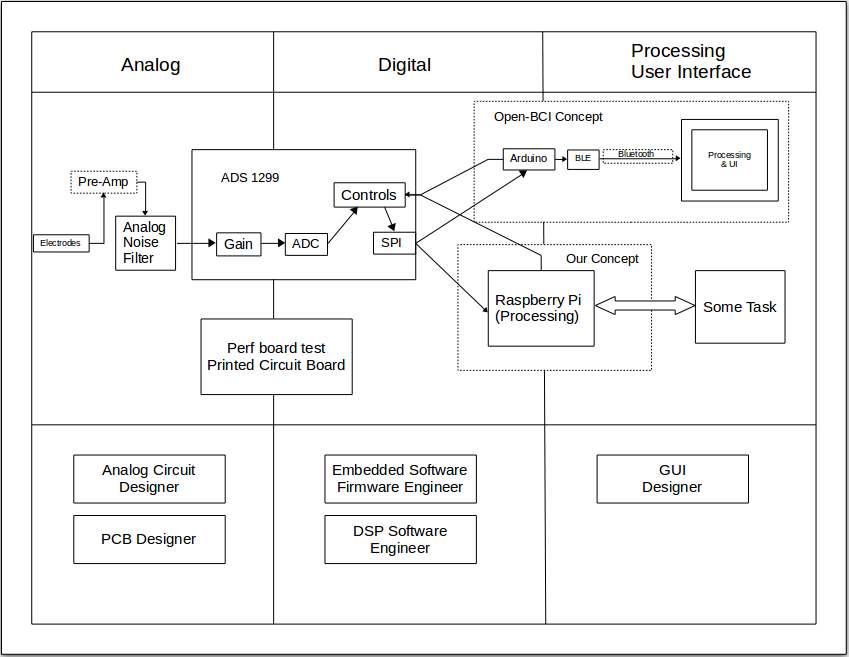 Analog
Digital
Processing
User Interface
Open-BCI Concept
Pre-Amp
ADS 1299
Arduino
BLE
Bluetooth
Processing
& UI
Controls
Electrodes
Analog
Noise
Filter
Gain
ADC
SPI
Our Concept
Raspberry Pi
(Processing)
Some Task
Perf board test
Printed Circuit Board
Analog Circuit
Designer
Embedded Software
Firmware Engineer
GUI
Designer
PCB Designer
DSP Software
Engineer